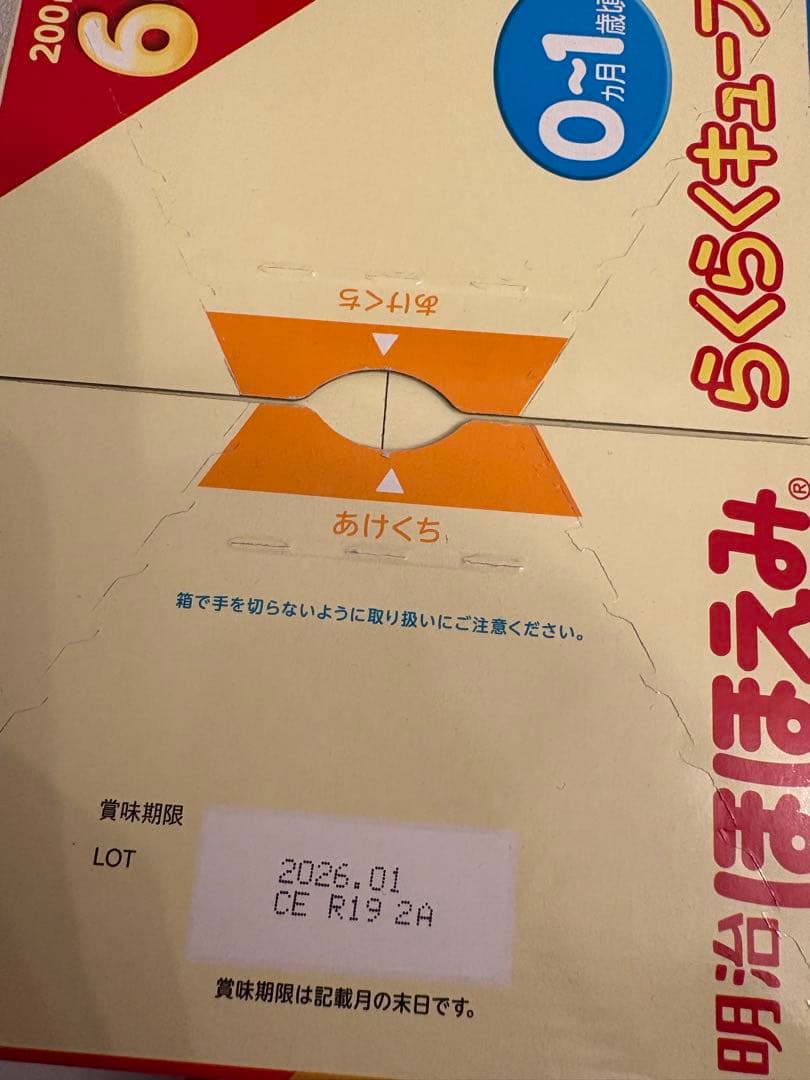 200
6
0~1
カ月
歳頃
らくらくキュー
あけくち
あけくち
箱で手を切らないように取り扱いにご注意ください。
明治ほほえみ®
賞味期限
LOT
2026.01
CE R19 2A
賞味期限は記載月の末日です。